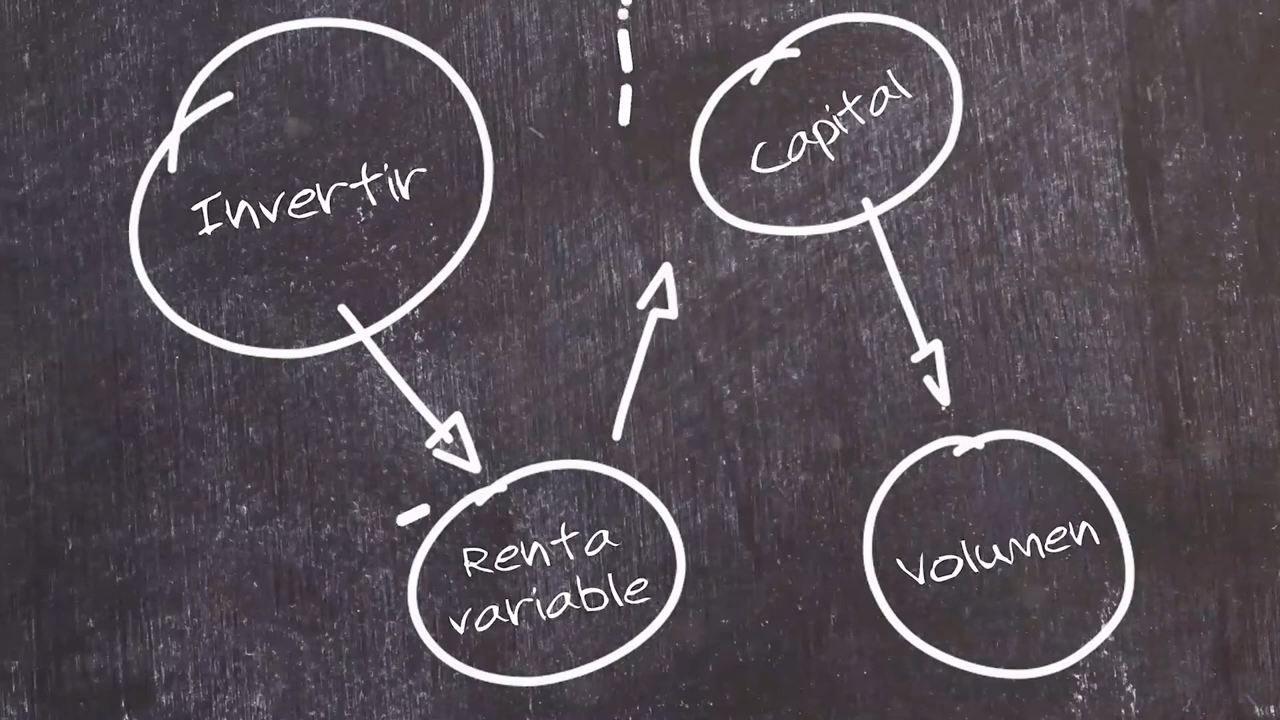 Invertir
Capital
Renta
variable
Volumen